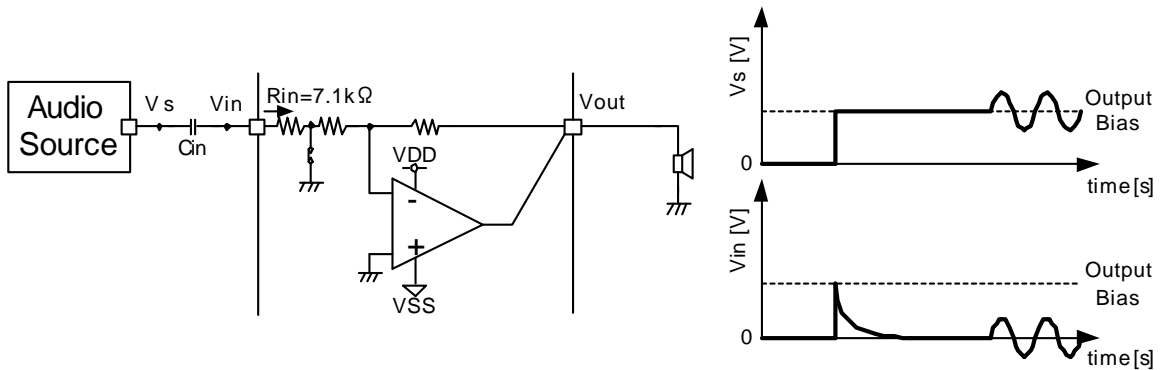 Audio
Source
Vs
Vin
Cin
Rin=7.1kΩ
VDD
-
+
VSS
Vout
Vs [V]
0
Output
Bias
time[s]
Vin [V]
0
Output
Bias
time[s]